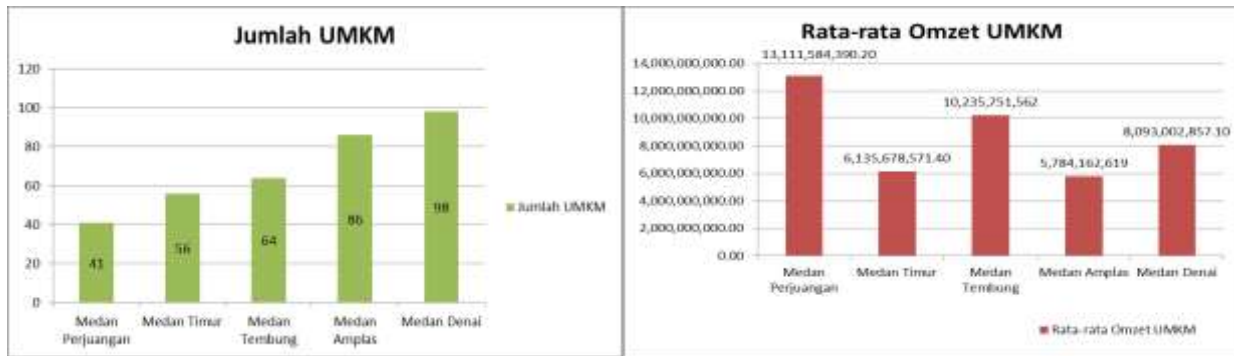 Jumlah UMKM
120
100
80
60
40
20
0
41
56
64
86
98
Medan Perjuangan
Medan Timur
Medan Tembung
Medan Amplas
Medan Denai
Jumlah UMKM
Rata-rata Omzet UMKM
14,000,000,000.00
12,000,000,000.00
10,000,000,000.00
8,000,000,000.00
6,000,000,000.00
4,000,000,000.00
2,000,000,000.00
0.00
13,111,584,390.20
6,135,678,571.40
10,235,751,562
5,784,162,619
8,093,002,857.10
Medan Perjuangan
Medan Timur
Medan Tembung
Medan Amplas
Medan Denai
Rata-rata Omzet UMKM